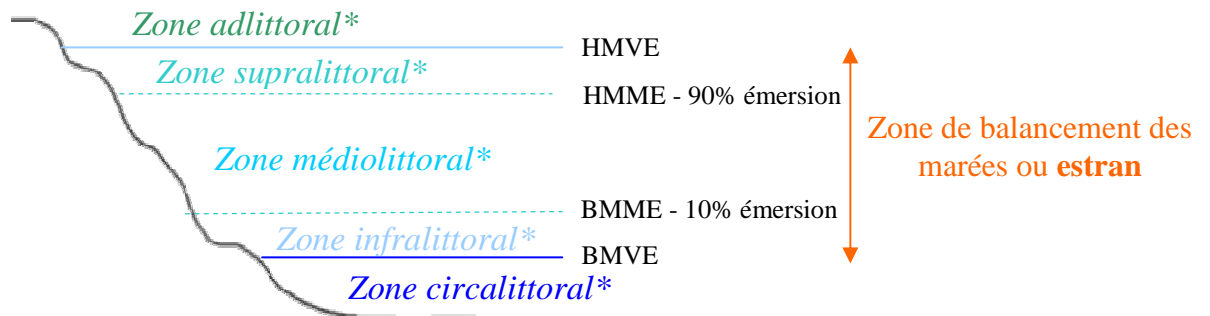 Zone adlittoral*
HMVE
Zone supralittoral*
HMME - 90% émersion
Zone de balancement des
marées ou estran
Zone médiolittoral*
BMME - 10% émersion
Zone infralittoral*
BMVE
Zone circalittoral*